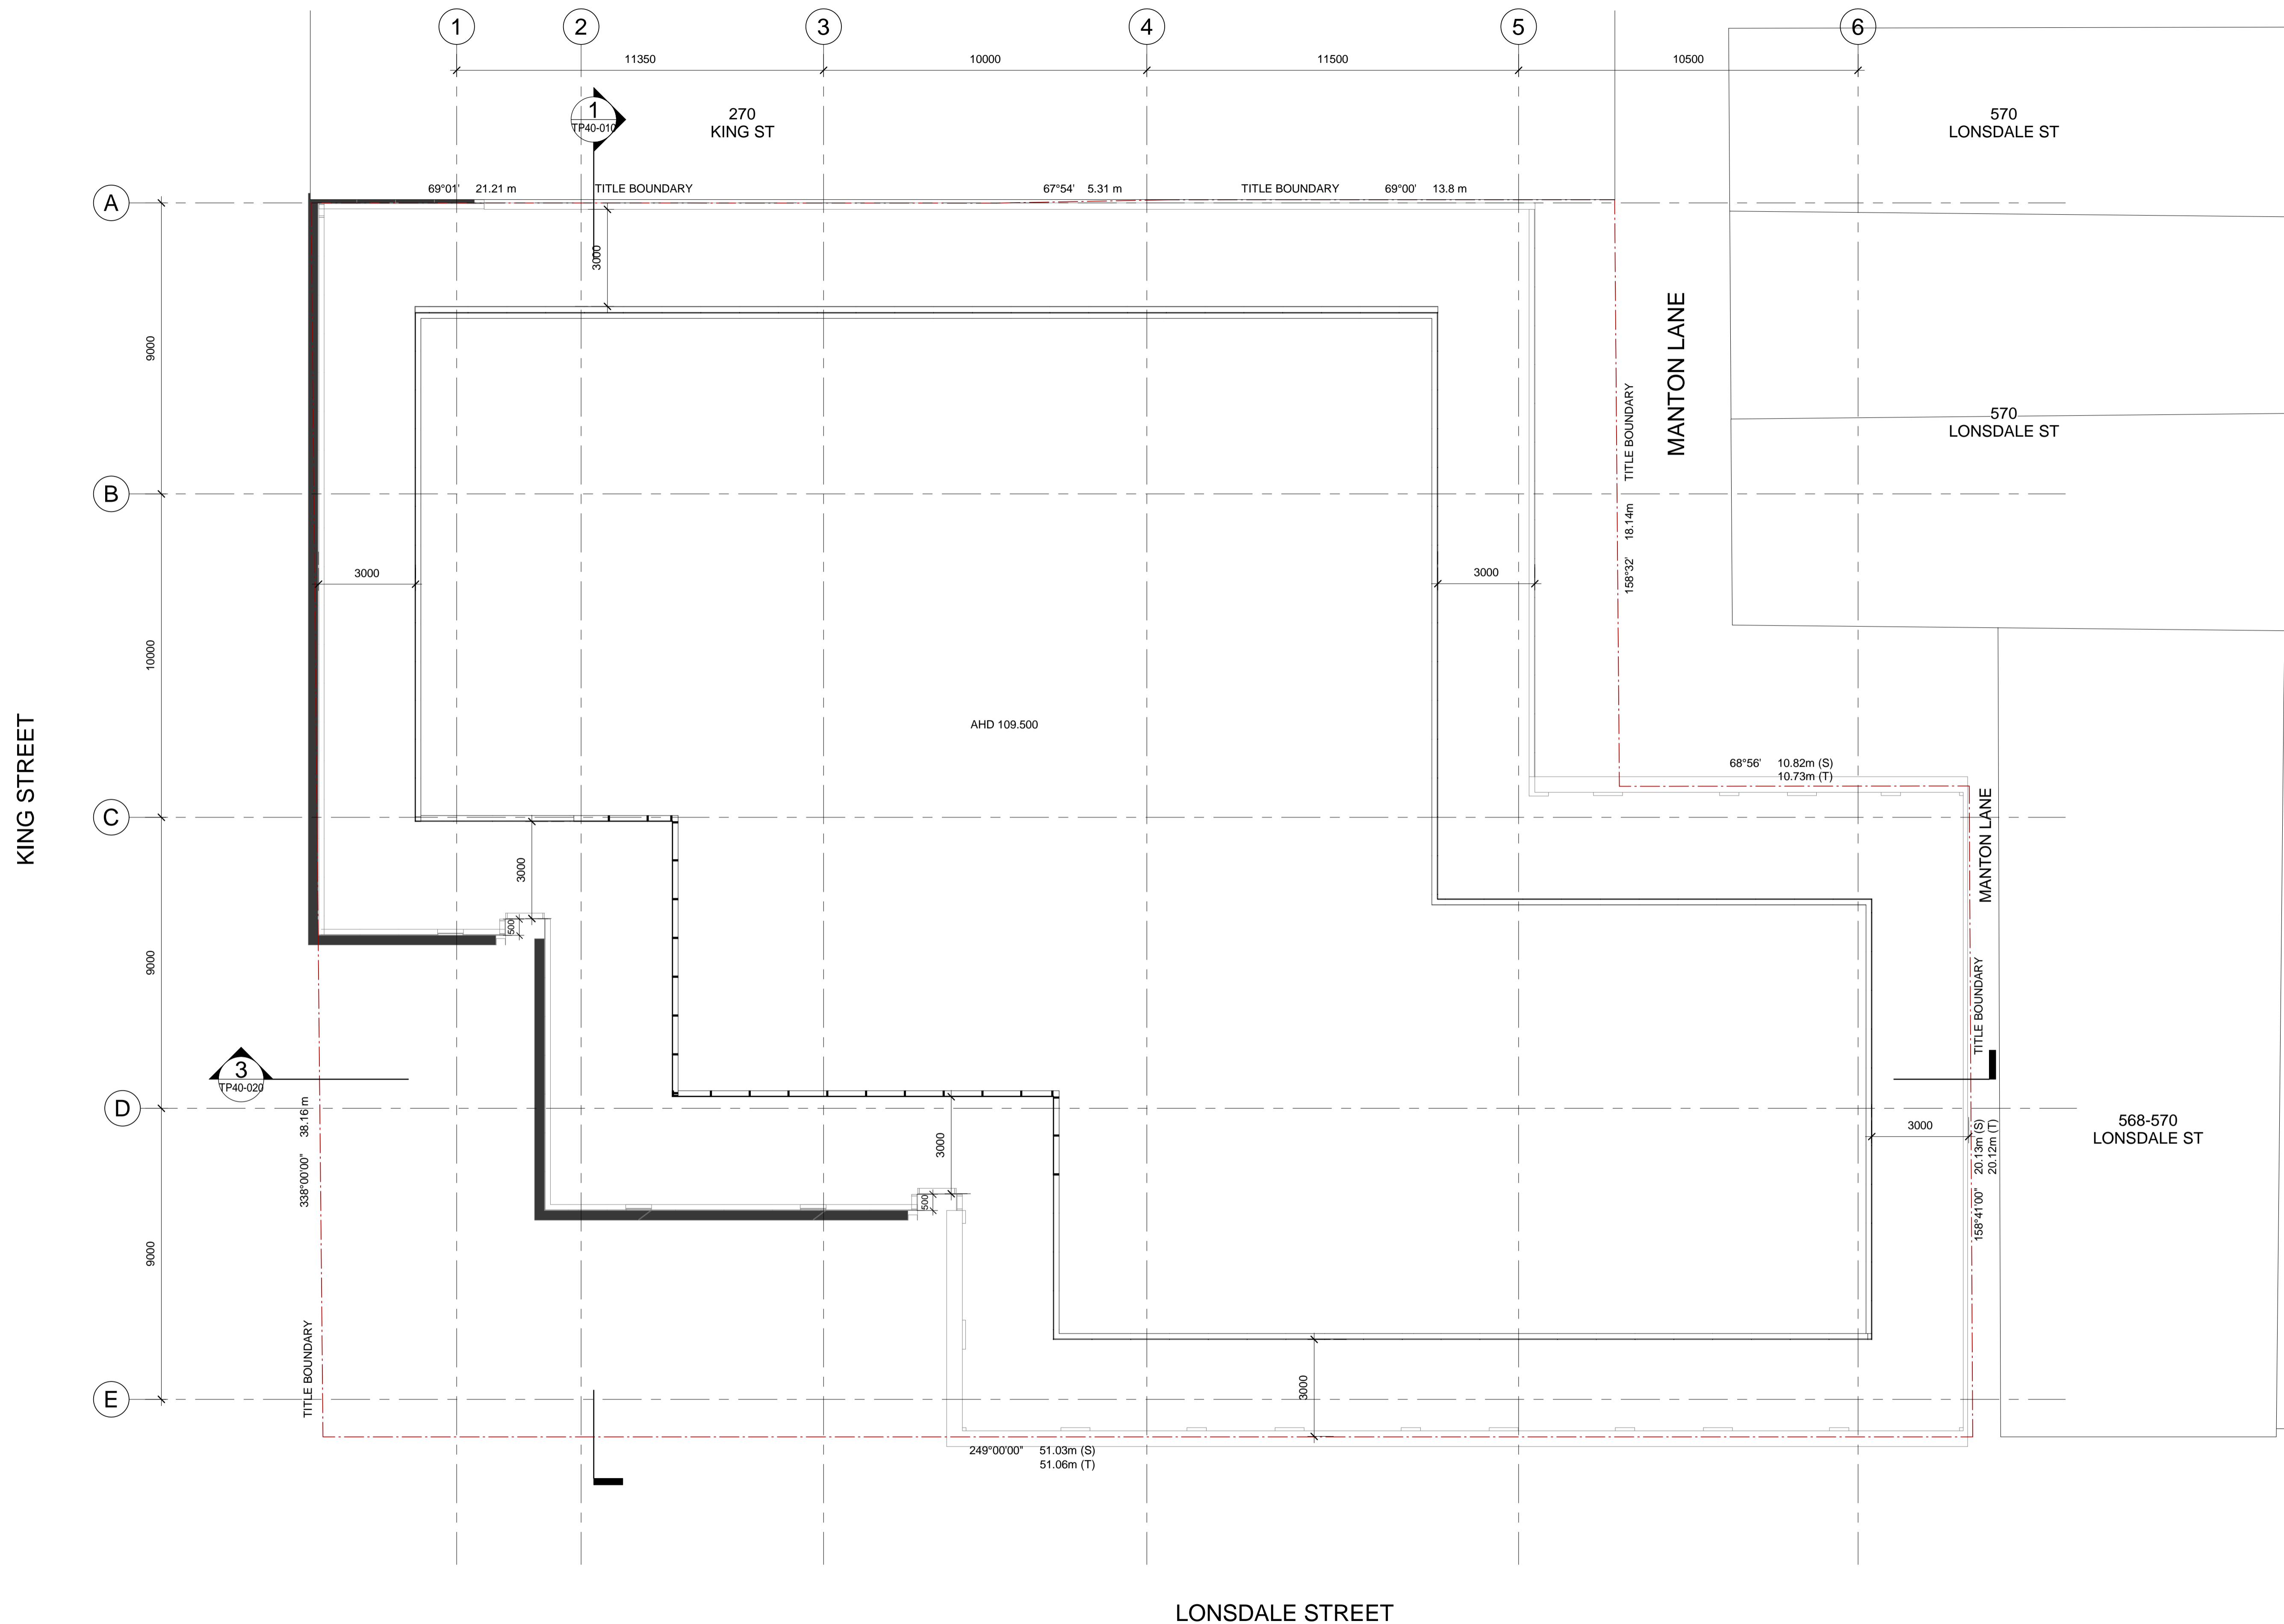 1
2
3
4
5
6
11350
10000
11500
10500
1
TP40-010
270
KING ST
570
LONSDALE ST
69°01' 21.21 m
TITLE BOUNDARY
67°54' 5.31 m
TITLE BOUNDARY
69°00' 13.8 m
A
3000
9000
MANTON LANE
TITLE BOUNDARY
158°32' 18.14m
570
LONSDALE ST
B
3000
3000
10000
KING STREET
AHD 109.500
68°56' 10.82m (S)
10.73m (T)
C
MANTON LANE
3000
500
9000
TITLE BOUNDARY
3
TP40-020
D
338°00'00" 38.16 m
3000
500
3000
158°41'00" 20.13m (S)
20.12m (T)
568-570
LONSDALE ST
9000
TITLE BOUNDARY
E
3000
249°00'00" 51.03m (S)
51.06m (T)
LONSDALE STREET